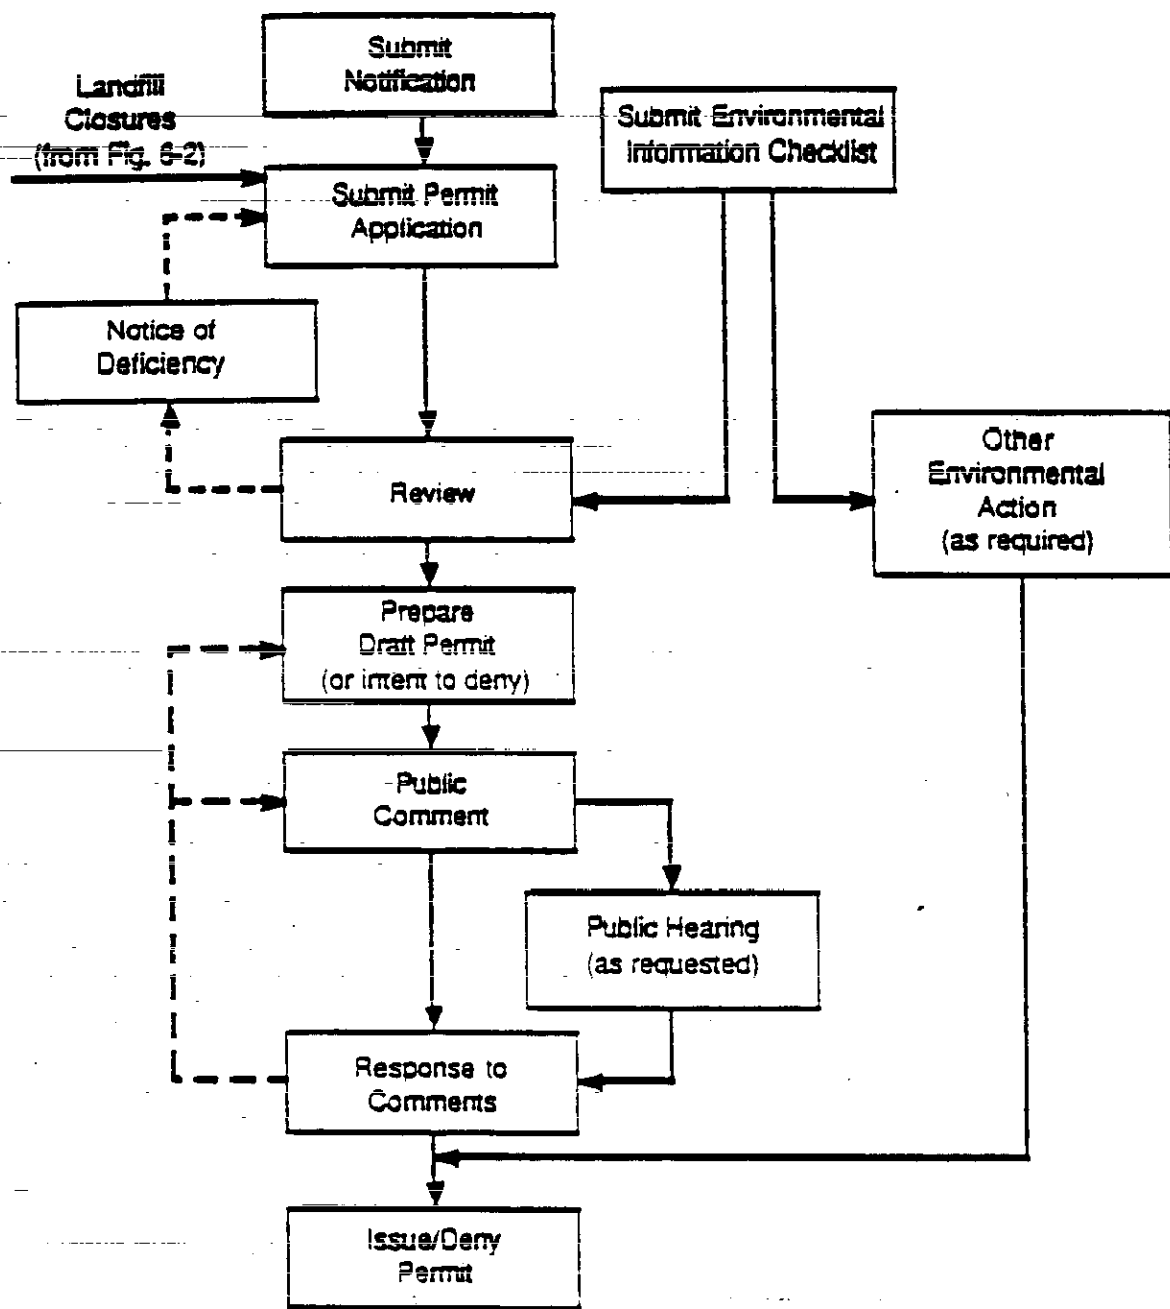 Submit
Notification
Landfill
Closures
(from Fig. 6-2)
Submit Environmental
Information Checklist
Submit Permit
Application
Notice of
Deficiency
Review
Other
Environmental
Action
(as required)
Prepare
Draft Permit
(or intent to deny)
Public
Comment
Public Hearing
(as requested)
Response to
Comments
Issue/Deny
Permit